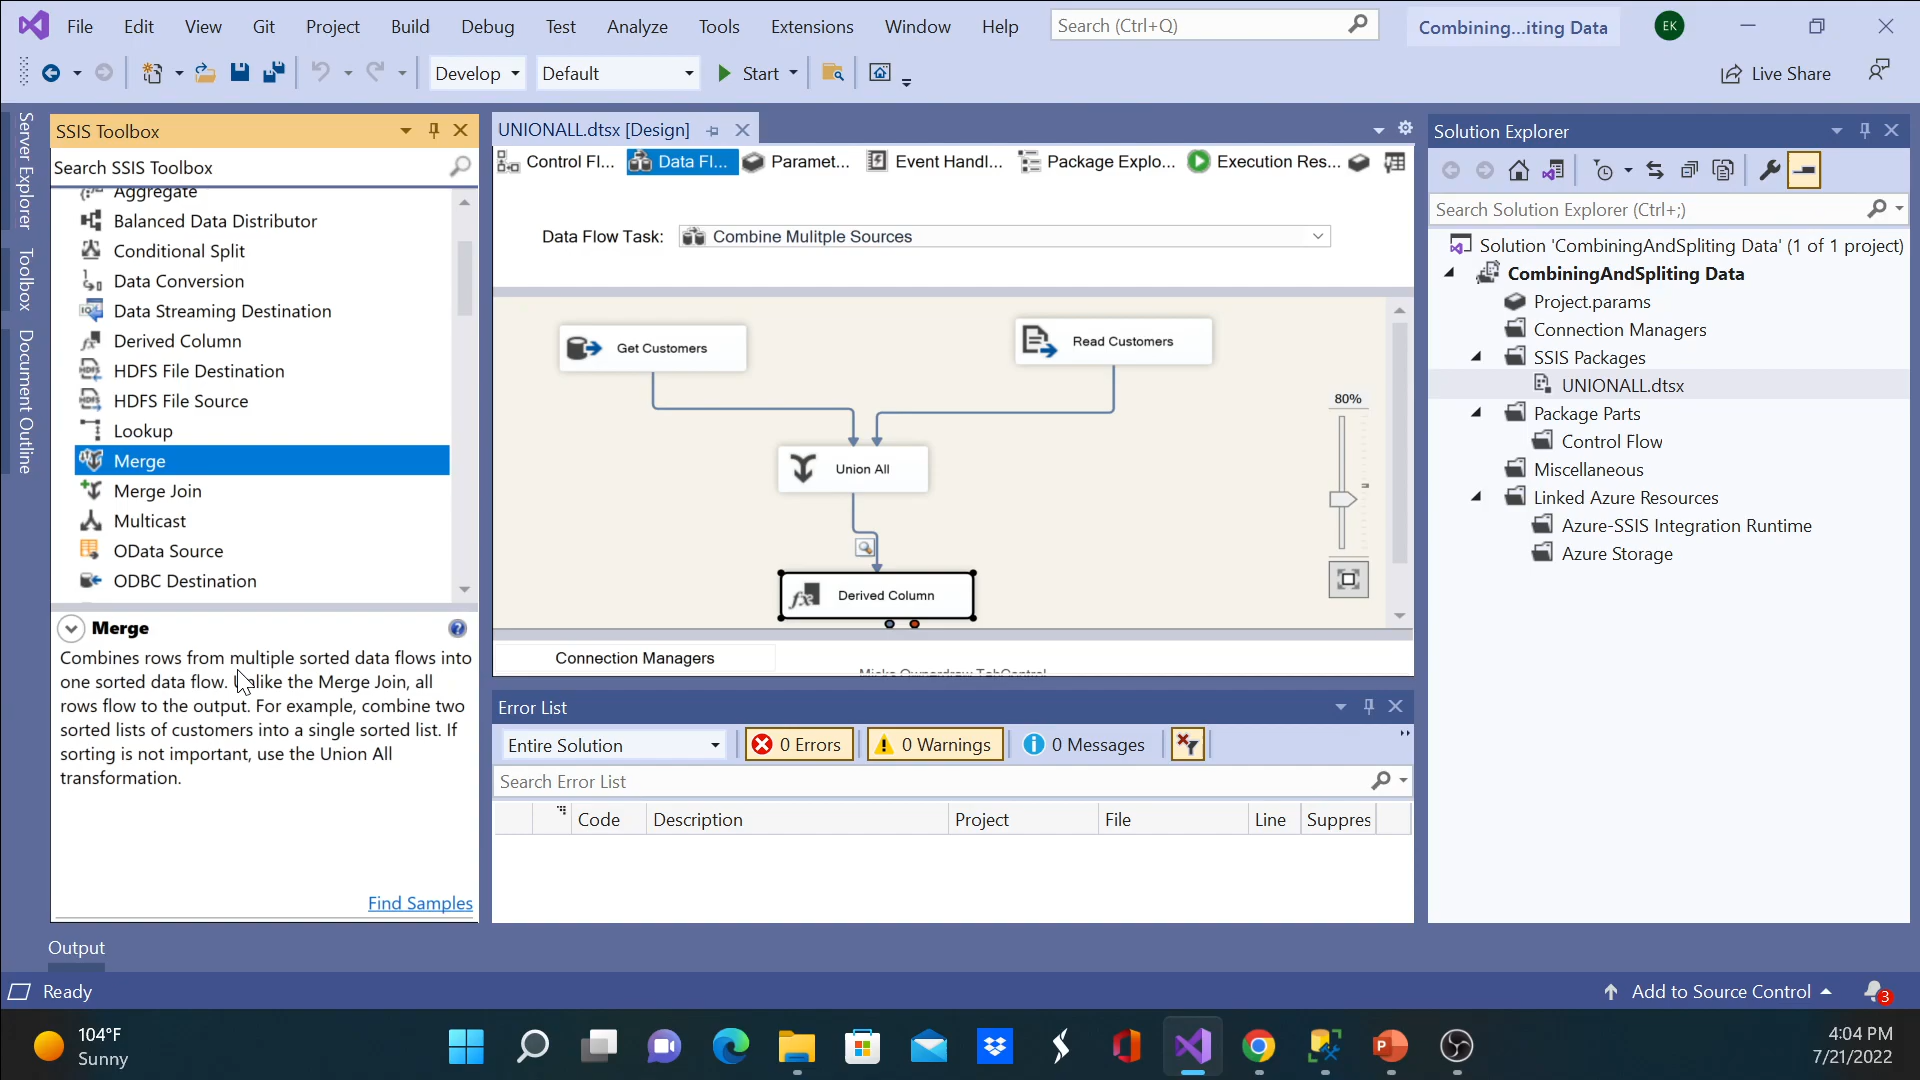 File Edit View Git Project Build Debug Test Analyze Tools Extensions Window Help Search (Ctrl+Q) Combining...iting Data EK
Develop Default Start Live Share
Server Explorer
Toolbox
Document Outline
SSIS Toolbox
Search SSIS Toolbox
Aggregate
Balanced Data Distributor
Conditional Split
Data Conversion
Data Streaming Destination
Derived Column
HDFS File Destination
HDFS File Source
Lookup
Merge
Merge Join
Multicast
OData Source
ODBC Destination
Merge
Combines rows from multiple sorted data flows into
one sorted data flow. Unlike the Merge Join, all
rows flow to the output. For example, combine two
sorted lists of customers into a single sorted list. If
sorting is not important, use the Union All
transformation.
Find Samples
UNIONALL.dtsx [Design]
Control Fl... Data Fl... Paramet... Event Handl... Package Explo... Execution Res...
Data Flow Task: Combine Mulitple Sources
Get Customers
Read Customers
80%
Union All
Derived Column
Connection Managers
Error List
Entire Solution 0 Errors 0 Warnings 0 Messages
Search Error List
Code Description Project File Line Suppres
Solution Explorer
Search Solution Explorer (Ctrl+;)
Solution 'CombiningAndSpliting Data' (1 of 1 project)
CombiningAndSpliting Data
Project.params
Connection Managers
SSIS Packages
UNIONALL.dtsx
Package Parts
Control Flow
Miscellaneous
Linked Azure Resources
Azure-SSIS Integration Runtime
Azure Storage
Output
Ready Add to Source Control 3
104°F
Sunny
4:04 PM
7/21/2022